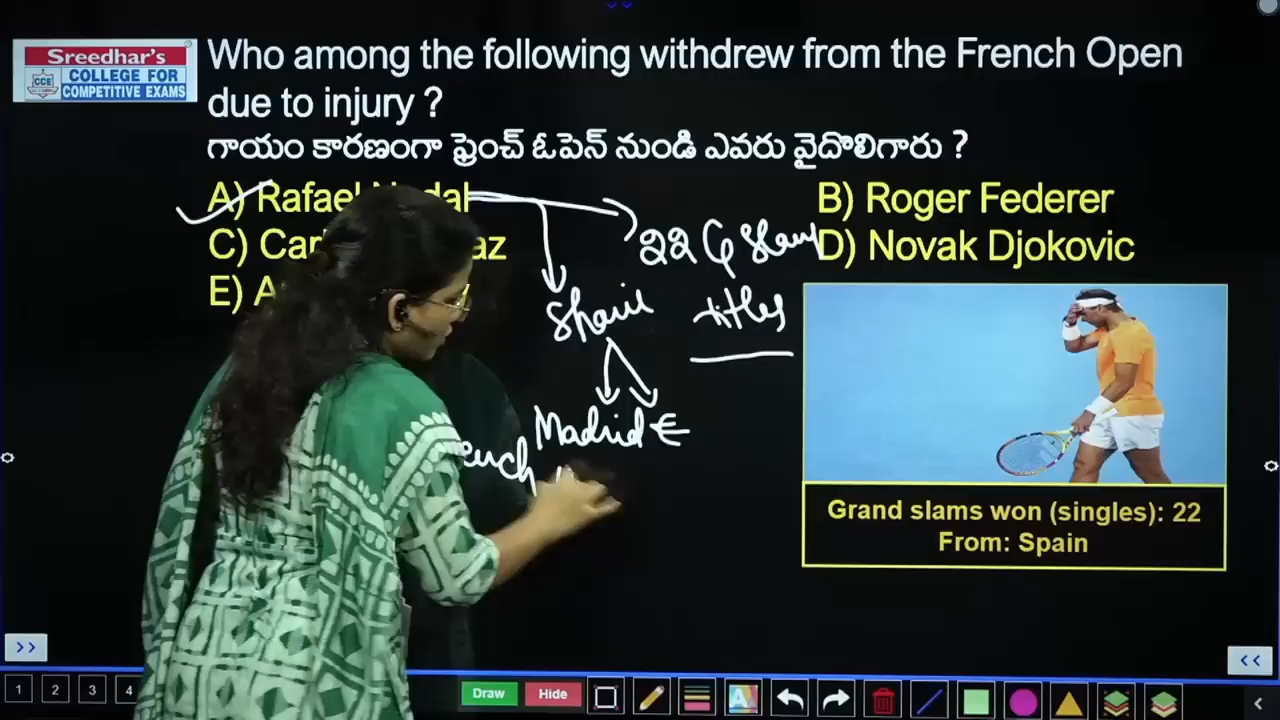 Sreedhar's
CCE
COLLEGE FOR
COMPETITIVE EXAMS
Who among the following withdrew from the French Open
due to injury ?
గాయం కారణంగా ఫ్రెంచ్ ఓపెన్ నుండి ఎవరు వైదొలిగారు ?
A) Rafael Nadal
B) Roger Federer
C) Car az
D) Novak Djokovic
E) A
22 G Slam
titles
Madrid €
Grand slams won (singles): 22
From: Spain
>>
<<
1 2 3 4
Draw
Hide
A
<